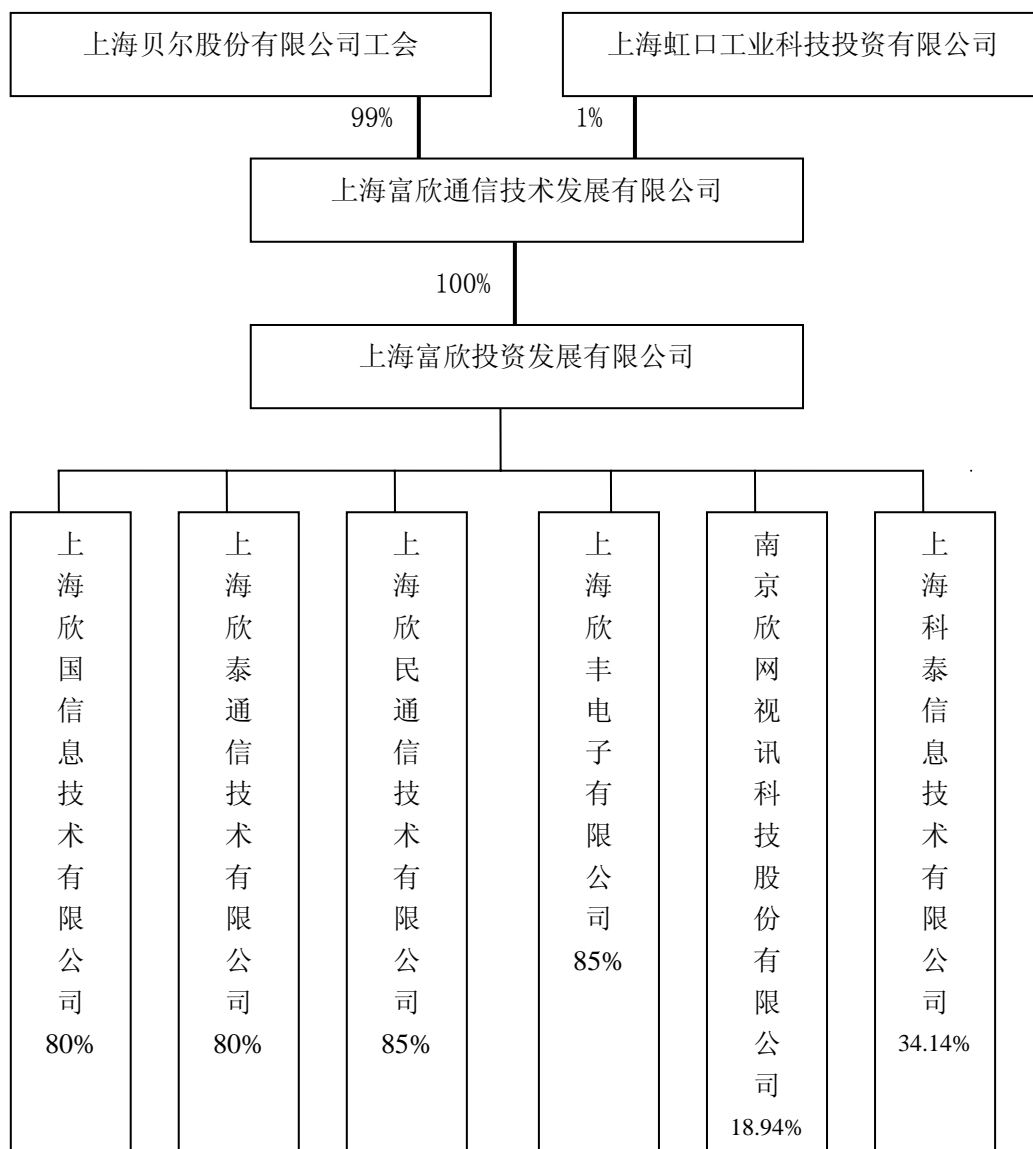 上海贝尔股份有限公司工会
上海虹口工业科技投资有限公司
99%
1%
上海富欣通信技术发展有限公司
100%
上海富欣投资发展有限公司
上海欣国信息技术有限公司
80%
上海欣泰通信技术有限公司
80%
上海欣民通信技术有限公司
85%
上海欣丰电子有限公司
85%
南京欣网视讯科技股份有限公司
18.94%
上海科泰信息技术有限公司
34.14%